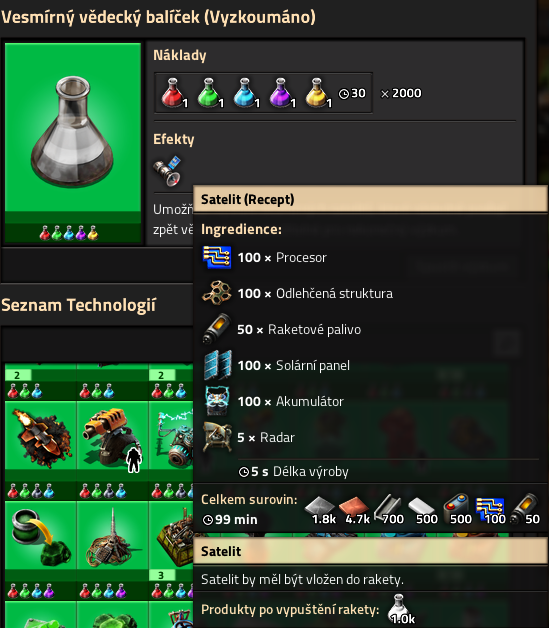 Vesmírný vědecký balíček (Vyzkoumáno)
Náklady
1 1 1 1 1 30 × 2000
Efekty
Satelit (Recept)
Umožň
zpět vě
Ingredience:
100 × Procesor
100 × Odlehčená struktura
50 × Raketové palivo
100 × Solární panel
100 × Akumulátor
5 × Radar
5 s Délka výroby
Seznam Technologií
2 2
Celkem surovin:
99 min
1.8k 4.7k 700 500 500 100 50
Satelit
Satelit by měl být vložen do rakety.
3
Produkty po vypuštění rakety: 1.0k